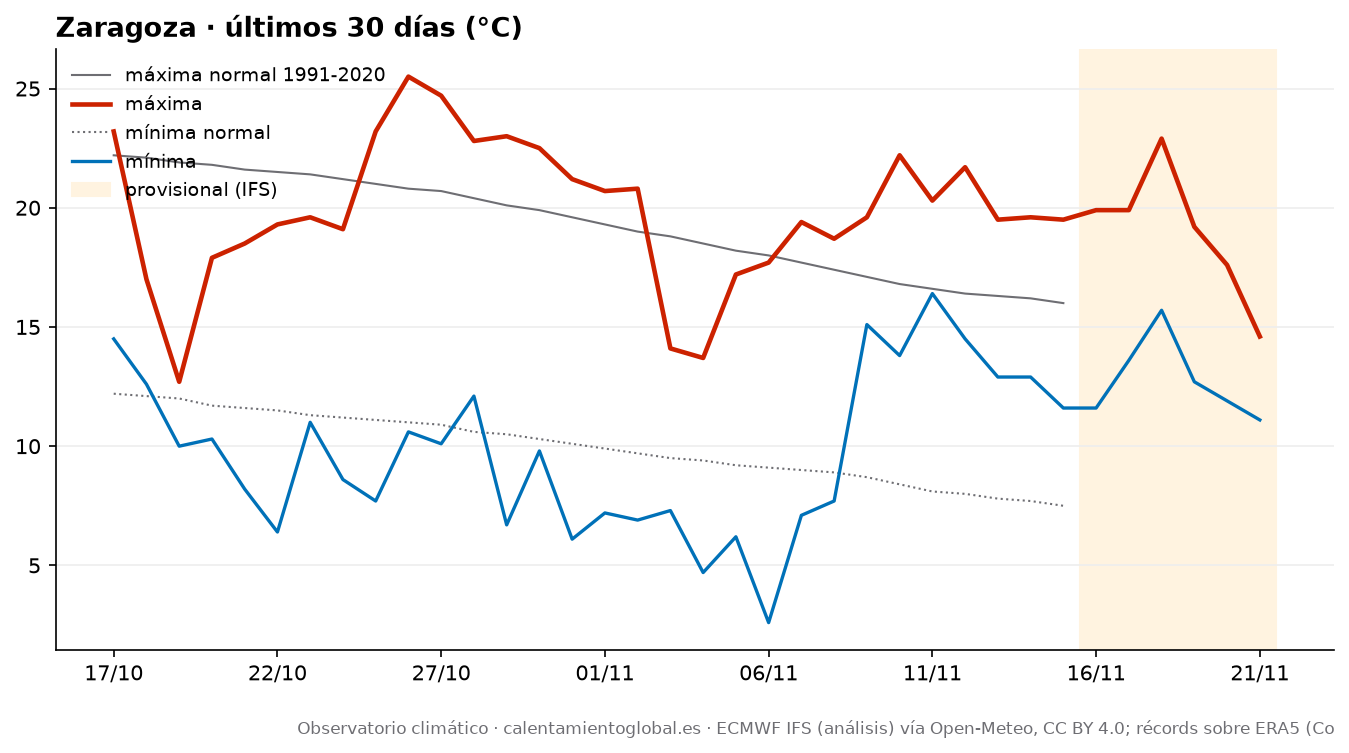 Zaragoza · últimos 30 días (°C)
máxima normal 1991-2020
máxima
mínima normal
mínima
provisional (IFS)
25
20
15
10
5
17/10
22/10
27/10
01/11
06/11
11/11
16/11
21/11
Observatorio climático · calentamientoglobal.es · ECMWF IFS (análisis) vía Open-Meteo, CC BY 4.0; récords sobre ERA5 (Co